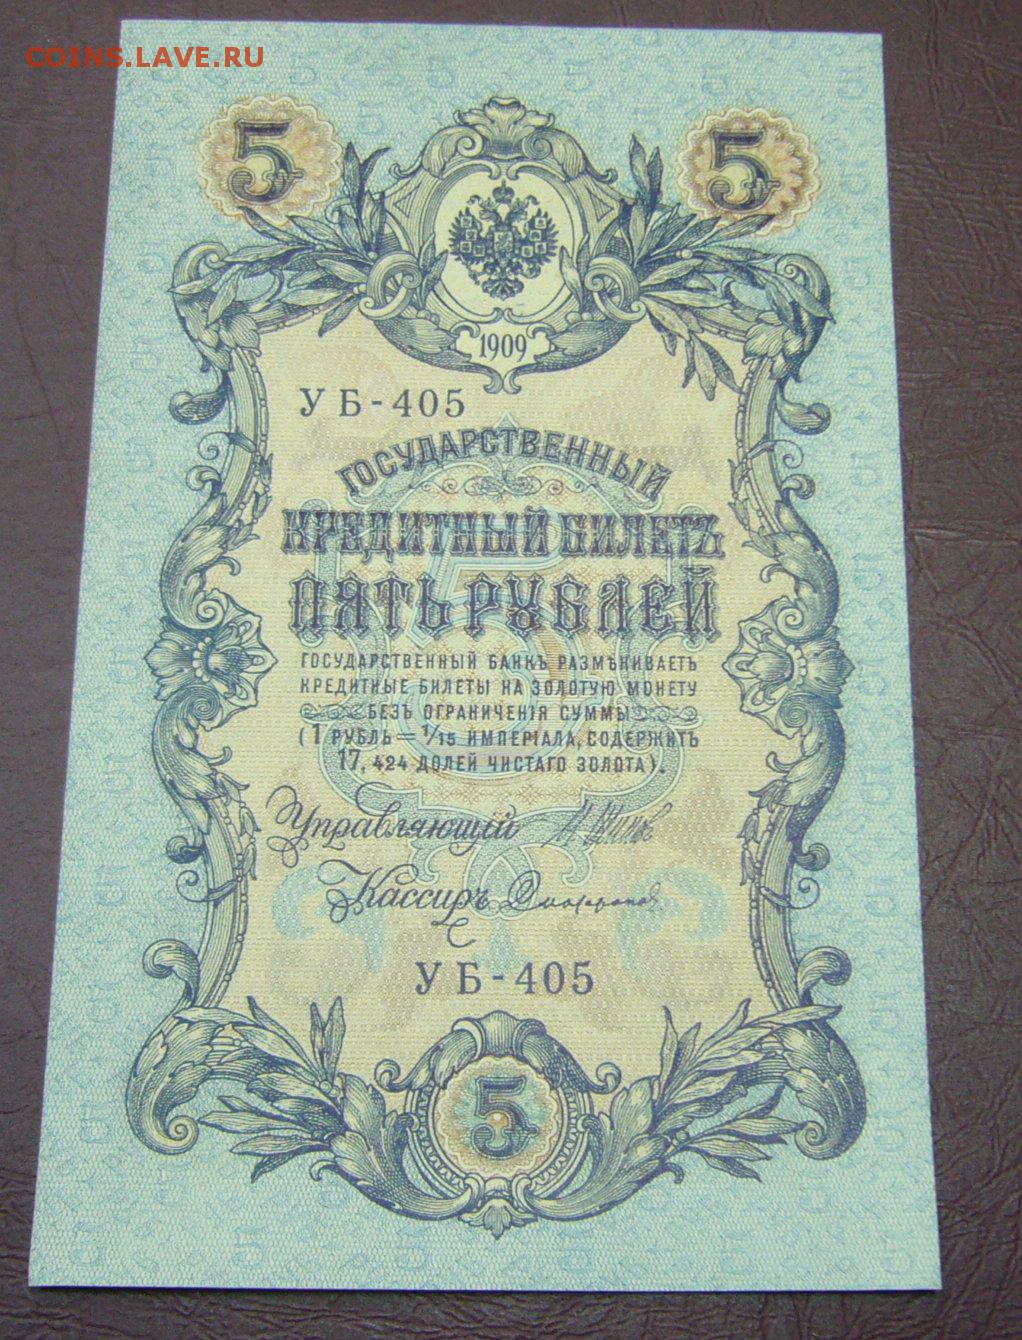 COINS.LAVE.RU
5 5
1909
УБ-405
ГОСУДАРСТВЕННЫЙ
КРЕДИТНЫЙ БИЛЕТЪ
ПЯТЬ РУБЛЕЙ
ГОСУДАРСТВЕННЫЙ БАНКЪ РАЗМѢНИВАЕТЪ
КРЕДИТНЫЕ БИЛЕТЫ НА ЗОЛОТУЮ МОНЕТУ
БЕЗЪ ОГРАНИЧЕНІЯ СУММЫ
(1 РУБЛЬ = 1/15 ИМПЕРІАЛА, СОДЕРЖИТЪ
17,424 ДОЛЕЙ ЧИСТАГО ЗОЛОТА).
Управляющій
Кассиръ
УБ-405
5